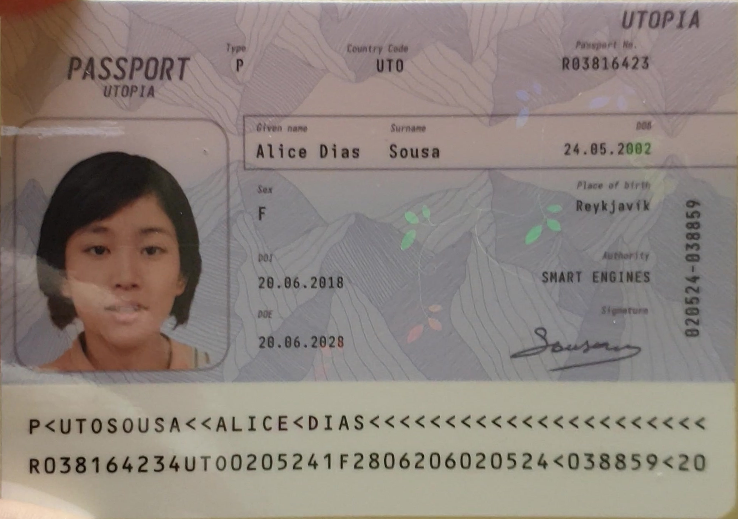 UTOPIA
PASSPORT
UTOPIA
Type
P
Country Code
UTO
Passport No.
R03816423
Given name
Alice Dias
Surname
Sousa
DOB
24.05.2002
Sex
F
Place of birth
Reykjavík
DOI
20.06.2018
Authority
SMART ENGINES
DOE
20.06.2028
Signature
Sousa
020524-038859
P<UTOSOUSA<<ALICE<DIAS<<<<<<<<<<<<<<<<<<<<<<
R038164234UTO0205241F2806206020524<038859<20